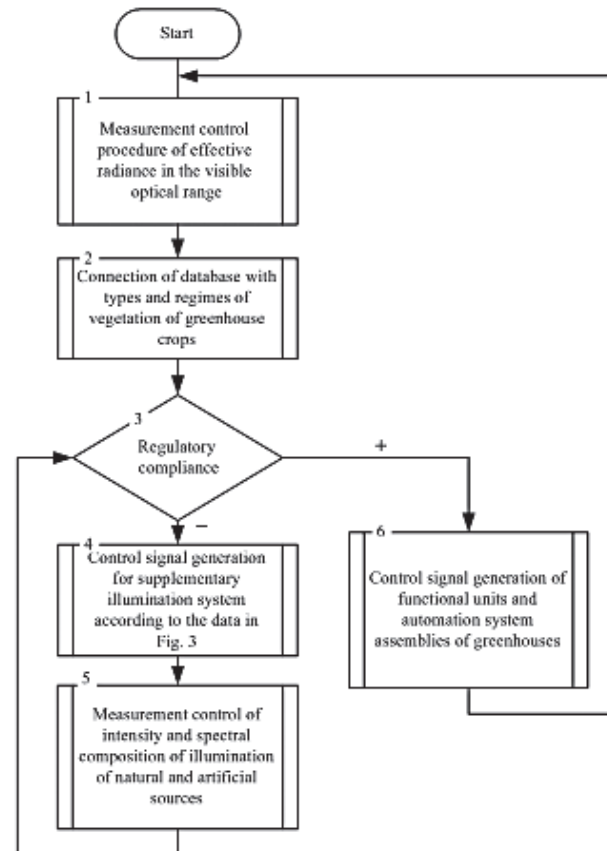 Start
1
Measurement control
procedure of effective
radiance in the visible
optical range
2
Connection of database with
types and regimes of
vegetation of greenhouse
crops
3
Regulatory
compliance
+
−
4
Control signal generation
for supplementary
illumination system
according to the data in
Fig. 3
5
Measurement control of
intensity and spectral
composition of illumination
of natural and artificial
sources
6
Control signal generation of
functional units and
automation system
assemblies of greenhouses